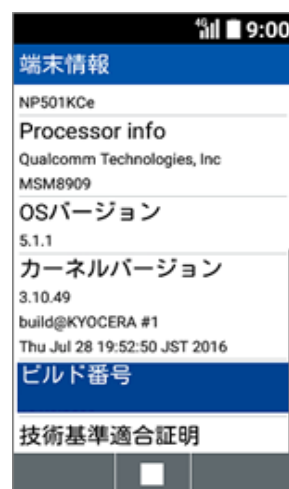 4G 9:00
端末情報
NP501KCe
Processor info
Qualcomm Technologies, Inc
MSM8909
OSバージョン
5.1.1
カーネルバージョン
3.10.49
build@KYOCERA #1
Thu Jul 28 19:52:50 JST 2016
ビルド番号
技術基準適合証明